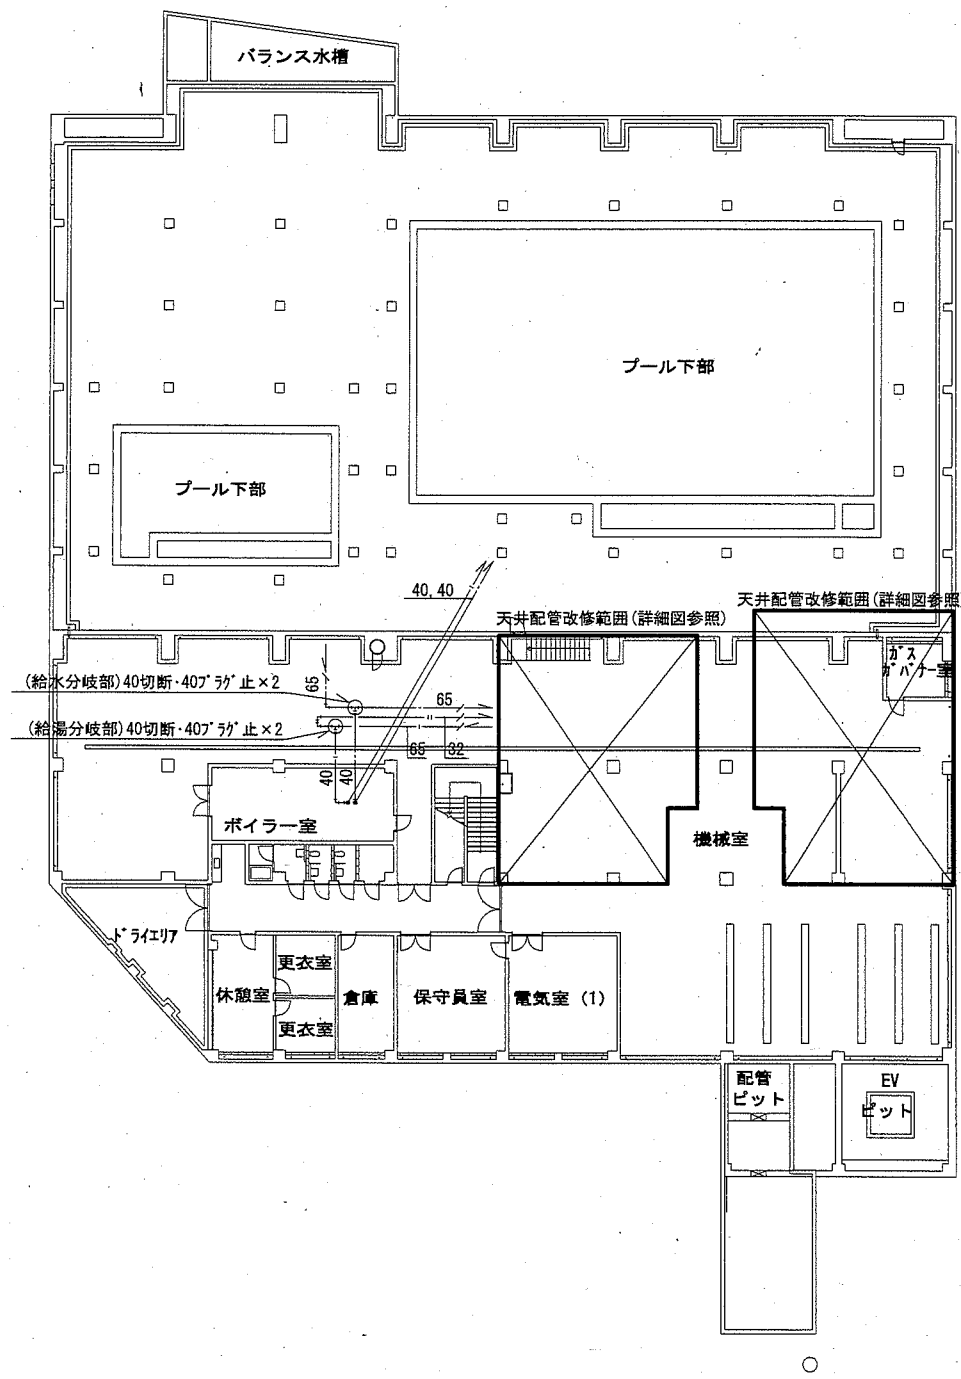 バランス水槽
プール下部
プール下部
40, 40
天井配管改修範囲(詳細図参照)
天井配管改修範囲(詳細図参照
ガス
ガバナー室
(給水分岐部)40切断・40プラグ止×2
65
65
(給湯分岐部)40切断・40プラグ止×2
65
32
40
40
ボイラー室
機械室
ドライエリア
休憩室
更衣室
更衣室
倉庫
保守員室
電気室 (1)
配管
ピット
EV
ピット